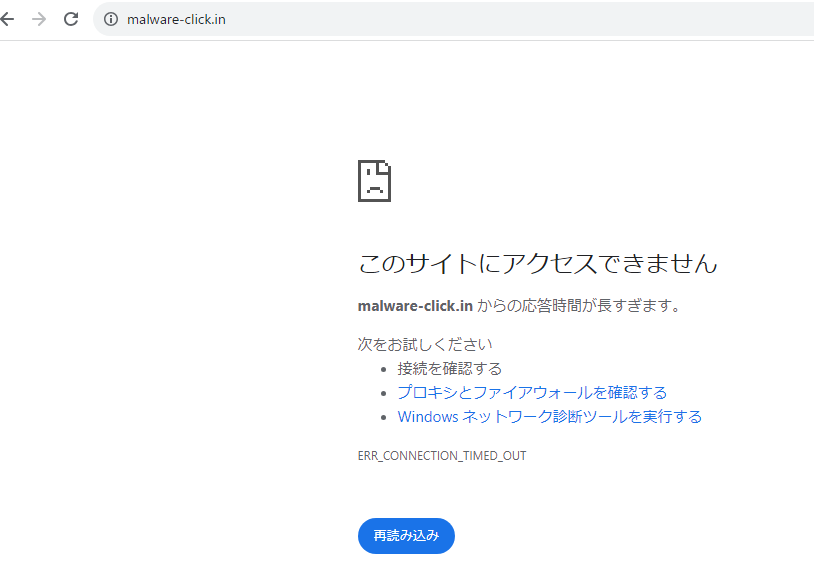 malware-click.in
このサイトにアクセスできません
malware-click.in からの応答時間が長すぎます。
次をお試しください
接続を確認する
プロキシとファイアウォールを確認する
Windows ネットワーク診断ツールを実行する
ERR_CONNECTION_TIMED_OUT
再読み込み